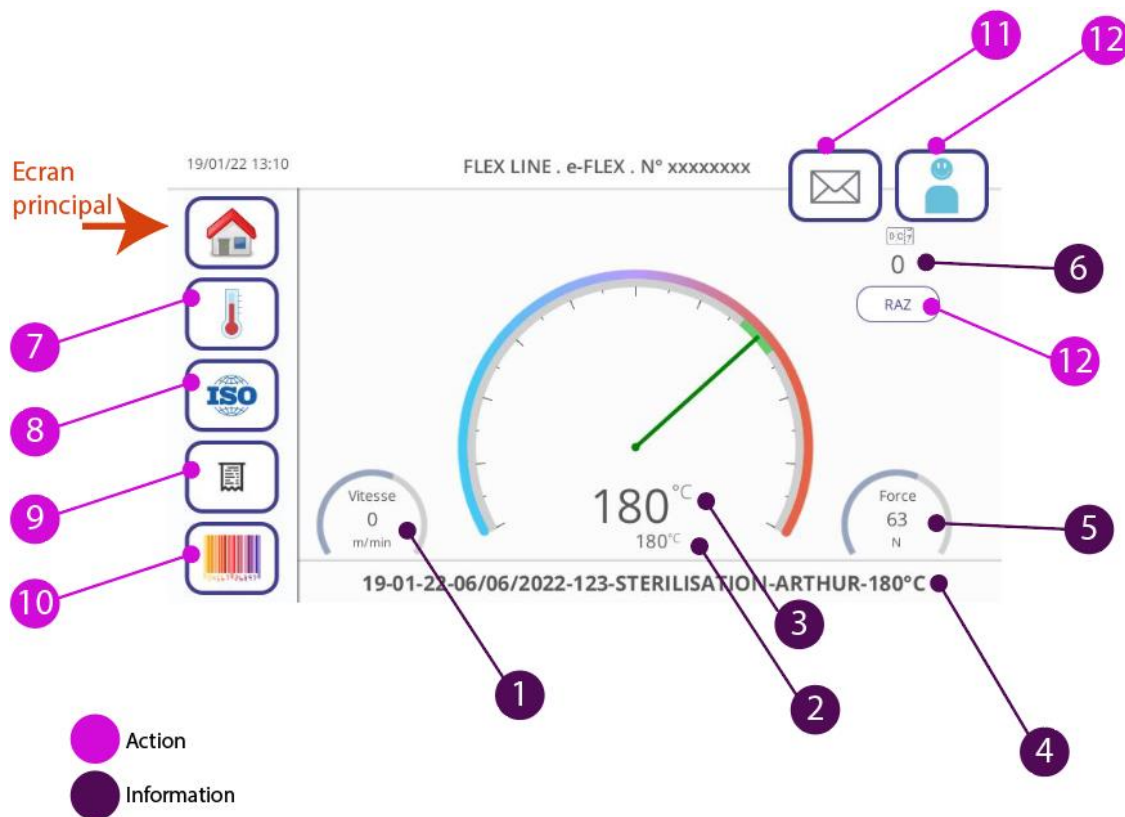 11
12
Ecran
principal
19/01/22 13:10
FLEX LINE . e-FLEX . N° xxxxxxxx
0
6
RAZ
7
12
8
ISO
9
Vitesse
0
m/min
180°C
180°C
Force
63
N
5
10
19-01-22-06/06/2022-123-STERILISATION-ARTHUR-180°C
3
1
2
4
Action
Information